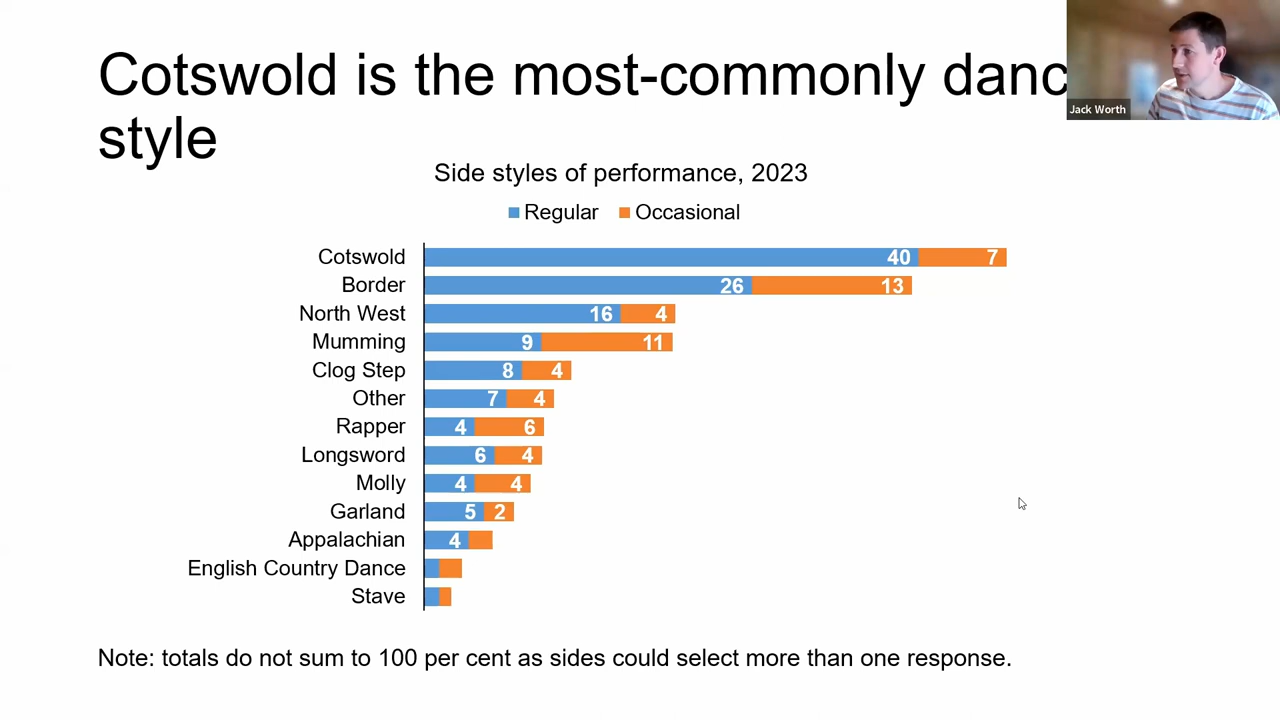 Cotswold is the most-commonly danc
style
Jack Worth
Side styles of performance, 2023
Regular Occasional
Cotswold 40 7
Border 26 13
North West 16 4
Mumming 9 11
Clog Step 8 4
Other 7 4
Rapper 4 6
Longsword 6 4
Molly 4 4
Garland 5 2
Appalachian 4
English Country Dance
Stave
Note: totals do not sum to 100 per cent as sides could select more than one response.